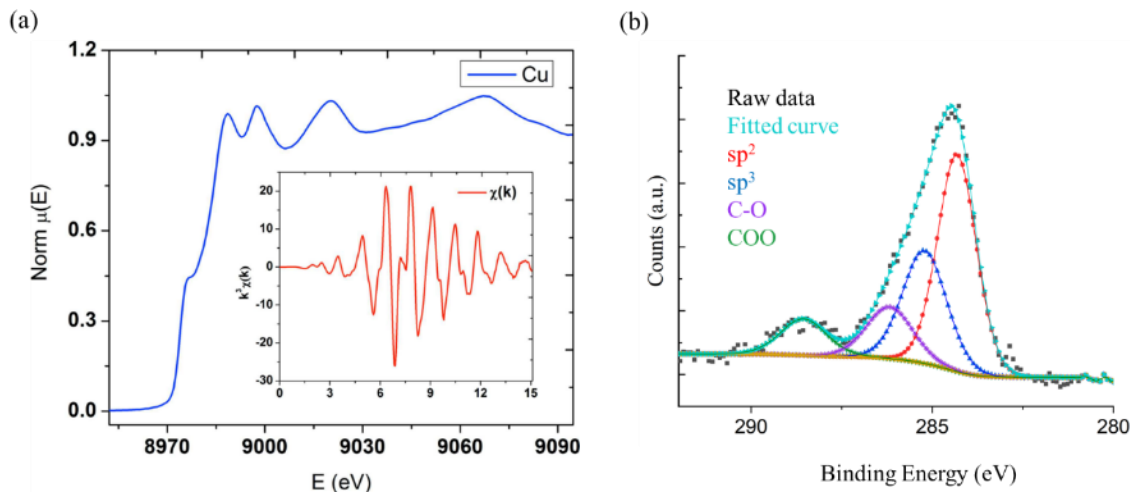 (a)
(b)
1.2
0.9
0.6
0.3
0.0
Norm μ(E)
Cu
20
10
0
-10
-20
-30
k³χ(k)
χ(k)
0 3 6 9 12 15
8970 9000 9030 9060 9090
E (eV)
Raw data
Fitted curve
sp²
sp³
C-O
COO
Counts (a.u.)
290 285 280
Binding Energy (eV)